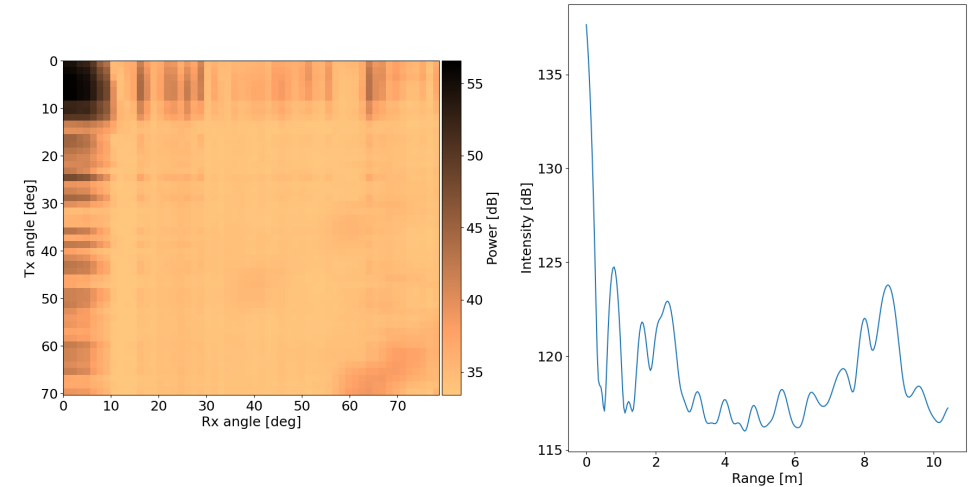 0
10
20
30
40
50
60
70
Tx angle [deg]
0 10 20 30 40 50 60 70
Rx angle [deg]
55
50
45
40
35
Power [dB]
135
130
125
120
115
Intensity [dB]
0 2 4 6 8 10
Range [m]